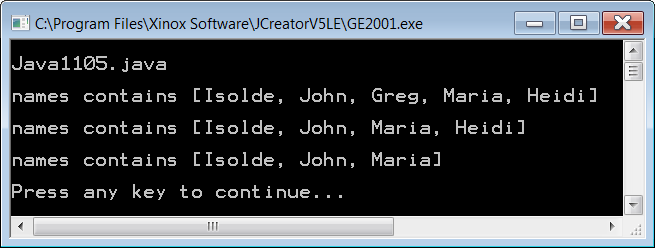 C:\Program Files\Xinox Software\JCreatorV5LE\GE2001.exe
Java1105.java
names contains [Isolde, John, Greg, Maria, Heidi]
names contains [Isolde, John, Maria, Heidi]
names contains [Isolde, John, Maria]
Press any key to continue...